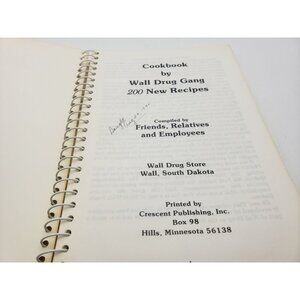 Cookbook
by
Wall Drug Gang
200 New Recipes
Compiled by
Friends, Relatives
and Employees
Wall Drug Store
Wall, South Dakota
Printed by
Crescent Publishing, Inc.
Box 98
Hills, Minnesota 56138